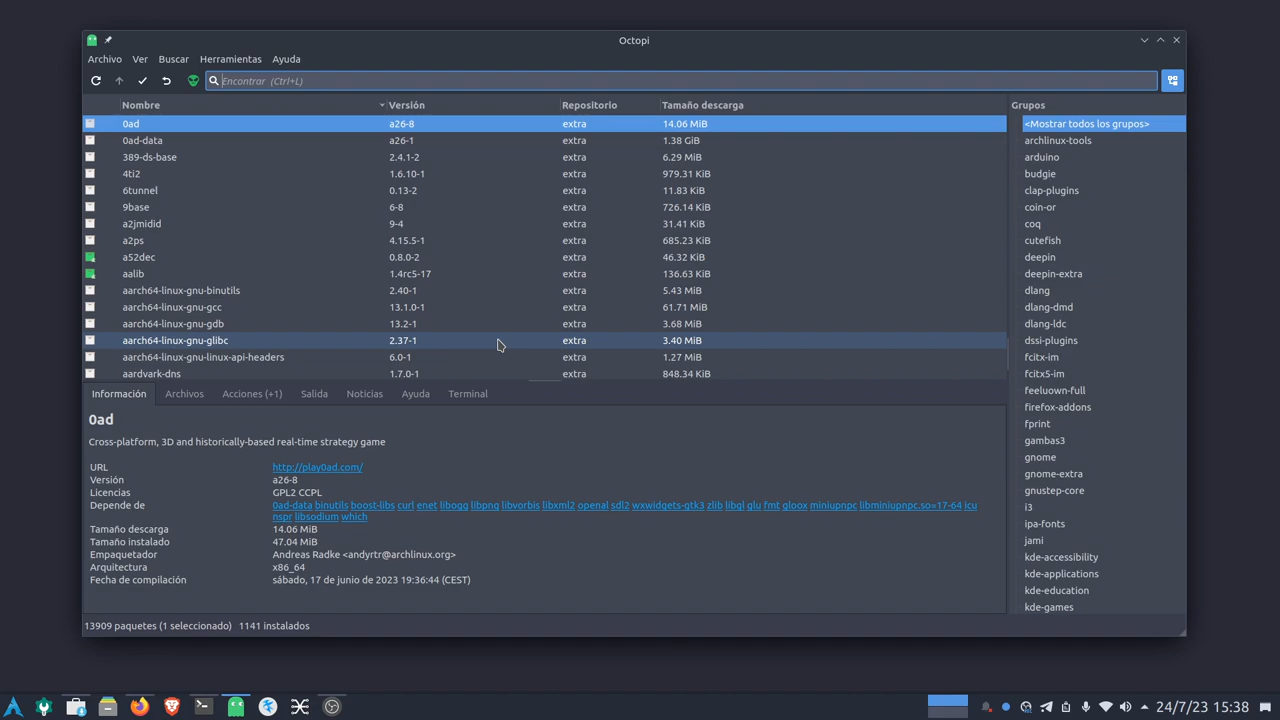 Octopi
Archivo Ver Buscar Herramientas Ayuda
Encontrar (Ctrl+L)
Nombre Versión Repositorio Tamaño descarga
0ad a26-8 extra 14.06 MiB
0ad-data a26-1 extra 1.38 GiB
389-ds-base 2.4.1-2 extra 6.29 MiB
4ti2 1.6.10-1 extra 979.31 KiB
6tunnel 0.13-2 extra 11.83 KiB
9base 6-8 extra 726.14 KiB
a2jmidid 9-4 extra 31.41 KiB
a2ps 4.15.5-1 extra 685.23 KiB
a52dec 0.8.0-2 extra 46.32 KiB
aalib 1.4rc5-17 extra 136.63 KiB
aarch64-linux-gnu-binutils 2.40-1 extra 5.43 MiB
aarch64-linux-gnu-gcc 13.1.0-1 extra 61.71 MiB
aarch64-linux-gnu-gdb 13.2-1 extra 3.68 MiB
aarch64-linux-gnu-glibc 2.37-1 extra 3.40 MiB
aarch64-linux-gnu-linux-api-headers 6.0-1 extra 1.27 MiB
aardvark-dns 1.7.0-1 extra 848.34 KiB
Grupos
<Mostrar todos los grupos>
archlinux-tools
arduino
budgie
clap-plugins
coin-or
coq
cutefish
deepin
deepin-extra
dlang
dlang-dmd
dlang-ldc
dssi-plugins
fcitx-im
fcitx5-im
feeluown-full
firefox-addons
fprint
gambas3
gnome
gnome-extra
gnustep-core
i3
ipa-fonts
jami
kde-accessibility
kde-applications
kde-education
kde-games
Información Archivos Acciones (+1) Salida Noticias Ayuda Terminal
0ad
Cross-platform, 3D and historically-based real-time strategy game
URL http://play0ad.com/
Versión a26-8
Licencias GPL2 CCPL
Depende de 0ad-data binutils boost-libs curl enet libogg libpng libvorbis libxml2 openal sdl2 wxwidgets-gtk3 zlib libgl glu fmt gloox miniupnpc libminiupnpc.so=17-64 icu
nspr libsodium which
Tamaño descarga 14.06 MiB
Tamaño instalado 47.04 MiB
Empaquetador Andreas Radke <andyrtr@archlinux.org>
Arquitectura x86_64
Fecha de compilación sábado, 17 de junio de 2023 19:36:44 (CEST)
13909 paquetes (1 seleccionado) 1141 instalados
24/7/23 15:38